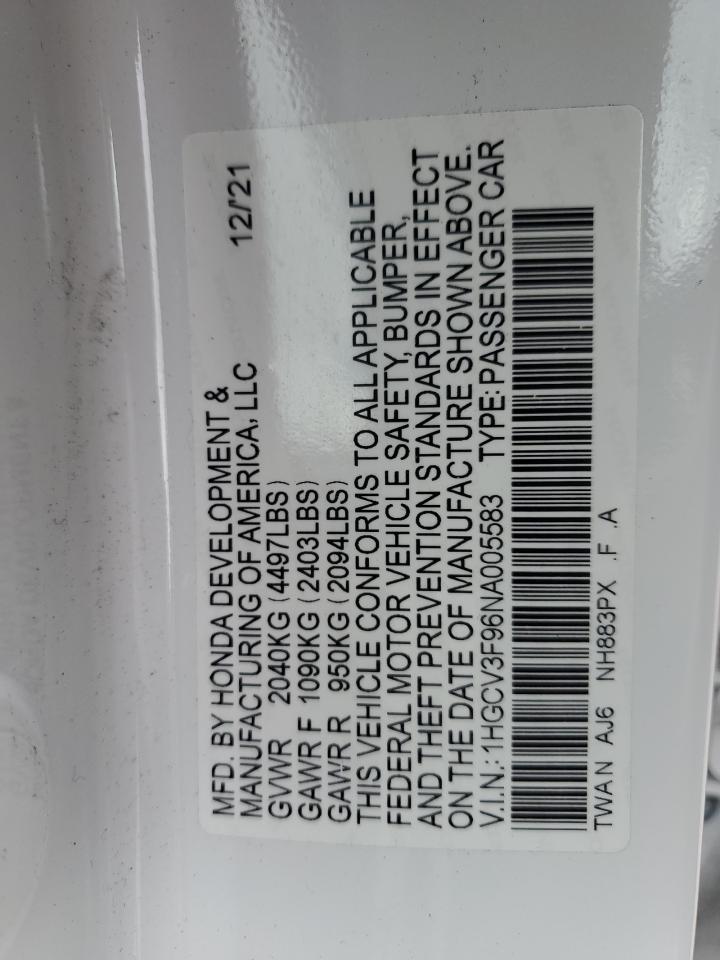 MFD. BY HONDA DEVELOPMENT &
MANUFACTURING OF AMERICA, LLC 12/'21
GVWR 2040KG (4497LBS)
GAWR F 1090KG (2403LBS)
GAWR R 950KG (2094LBS)
THIS VEHICLE CONFORMS TO ALL APPLICABLE
FEDERAL MOTOR VEHICLE SAFETY, BUMPER,
AND THEFT PREVENTION STANDARDS IN EFFECT
ON THE DATE OF MANUFACTURE SHOWN ABOVE.
V.I.N.: 1HGCV3F96NA005583 TYPE: PASSENGER CAR
TWAN AJ6 NH883PX .F .A